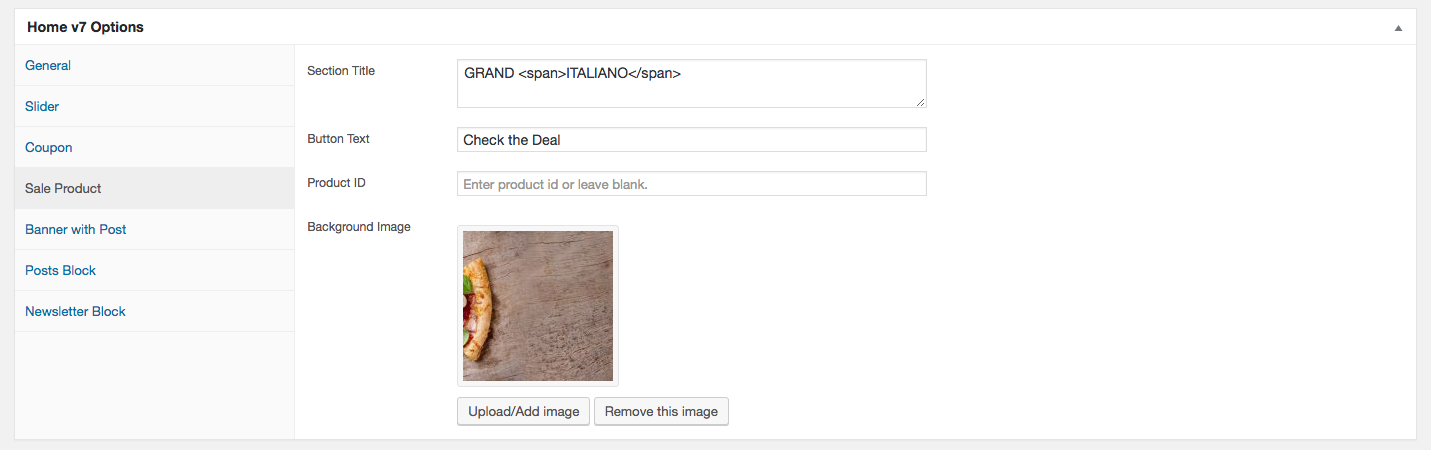 Home v7 Options
General
Slider
Coupon
Sale Product
Banner with Post
Posts Block
Newsletter Block
Section Title
GRAND <span>ITALIANO</span>
Button Text
Check the Deal
Product ID
Enter product id or leave blank.
Background Image
Upload/Add image
Remove this image